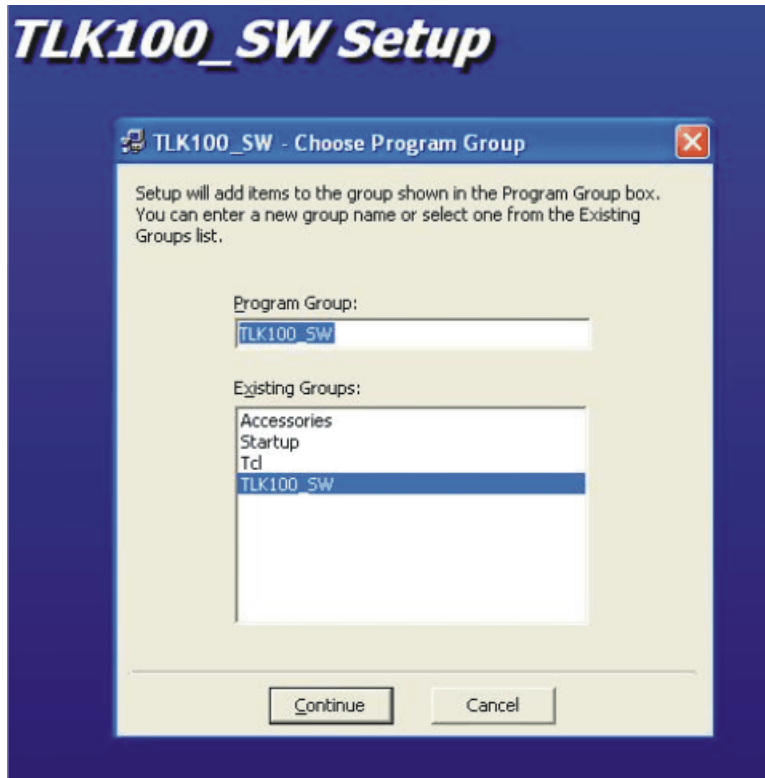 TLK100_SW Setup
TLK100_SW - Choose Program Group
Setup will add items to the group shown in the Program Group box.
You can enter a new group name or select one from the Existing
Groups list.
Program Group:
TLK100_SW
Existing Groups:
Accessories
Startup
Tcl
TLK100_SW
Continue
Cancel